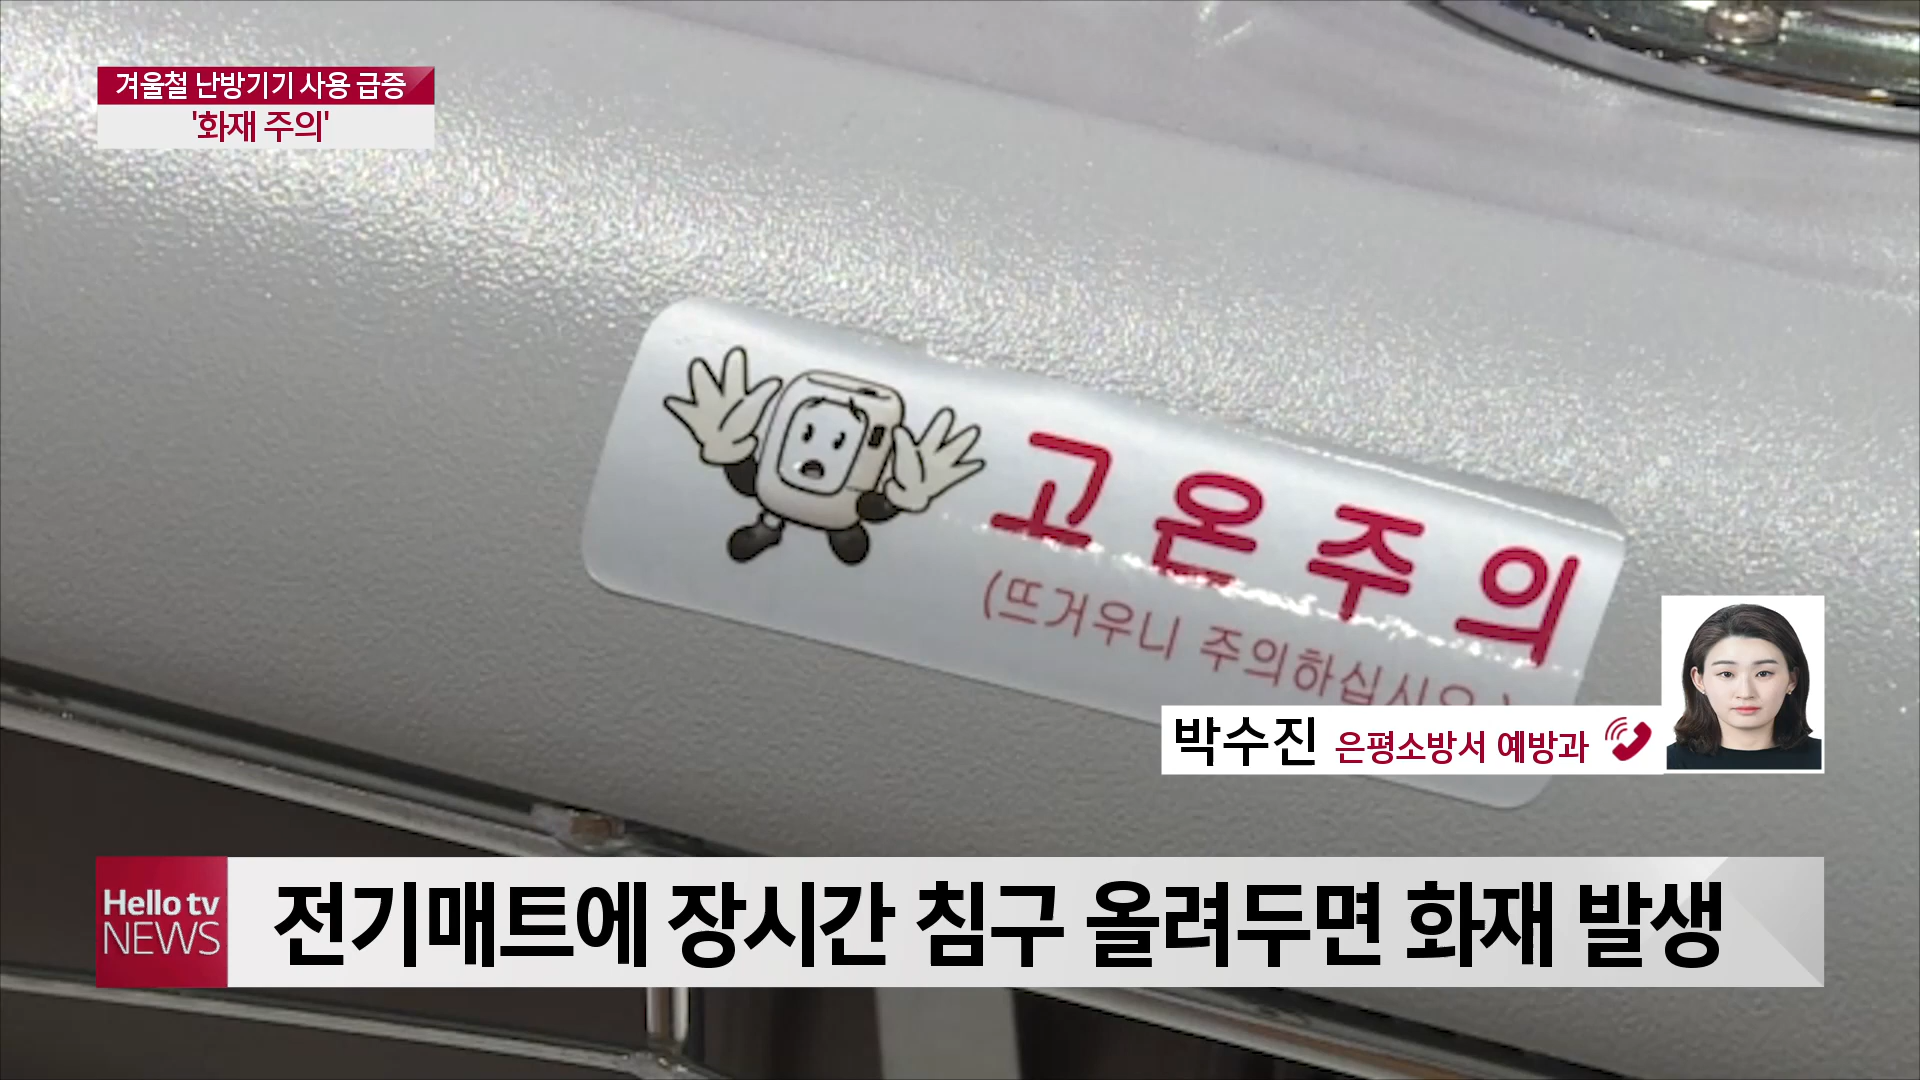 겨울철 난방기기 사용 급증
'화재 주의'
고온주의
(뜨거우니 주의하십시오.)
박수진 은평소방서 예방과
Hello tv
NEWS
전기매트에 장시간 침구 올려두면 화재 발생